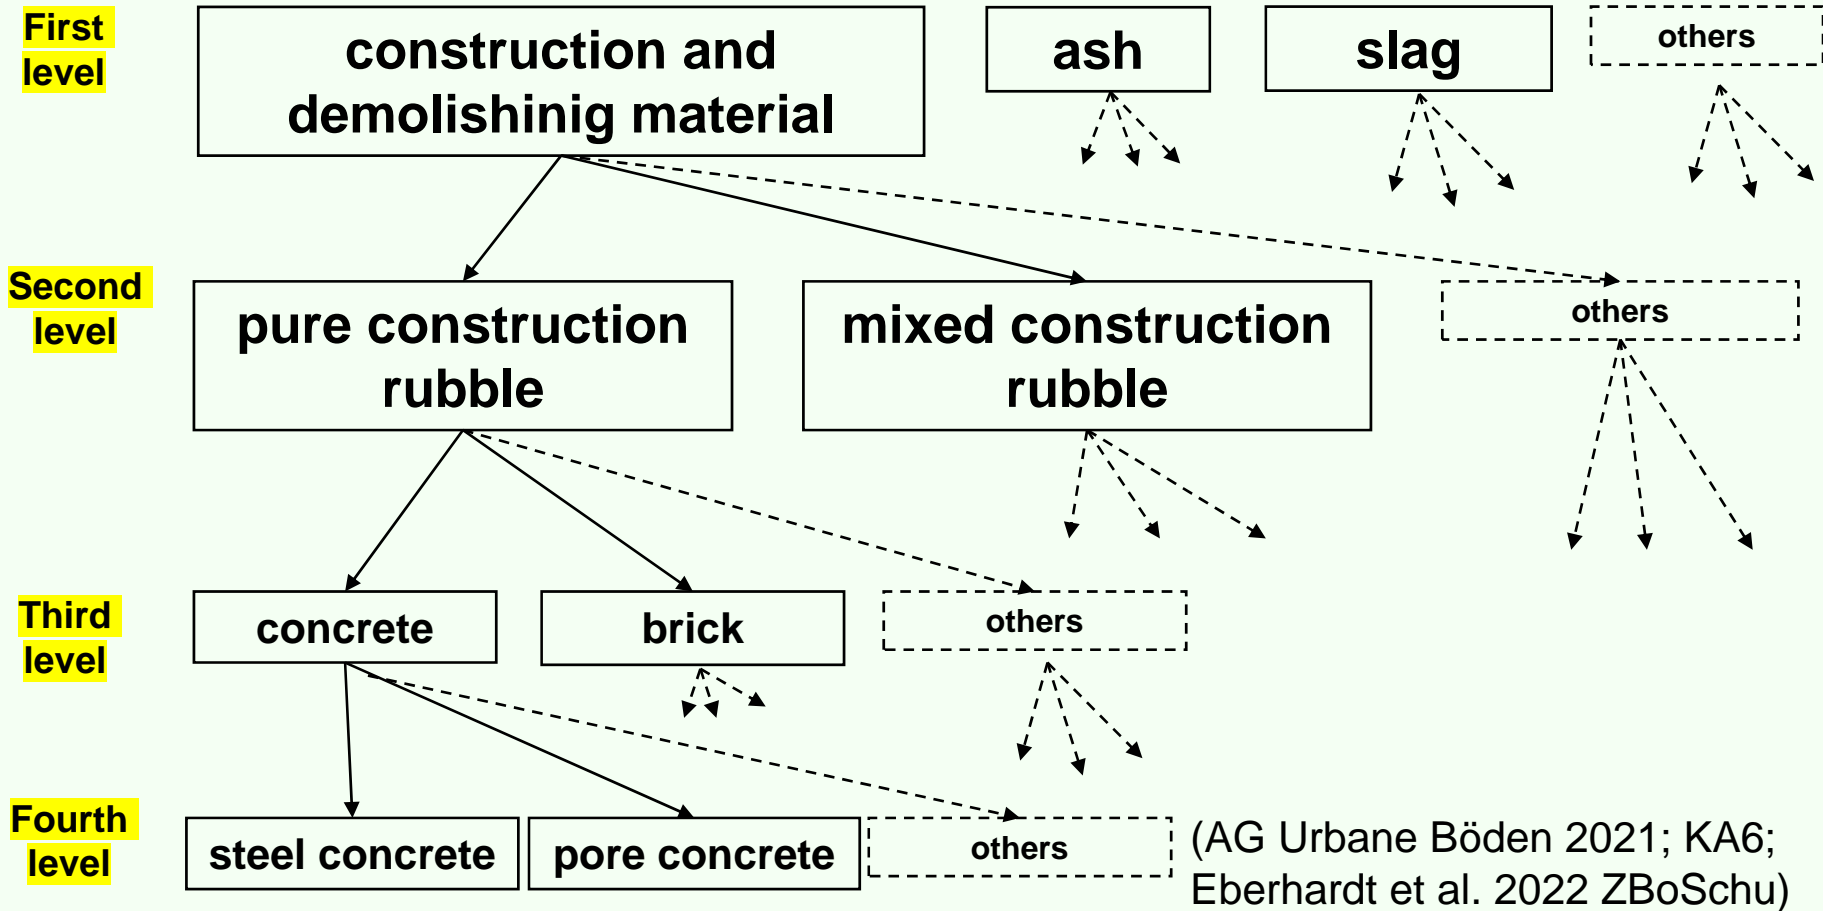 First
level
construction and
demolishinig material
ash
slag
others
Second
level
pure construction
rubble
mixed construction
rubble
others
Third
level
concrete
brick
others
Fourth
level
steel concrete
pore concrete
others
(AG Urbane Böden 2021; KA6;
Eberhardt et al. 2022 ZBoSchu)